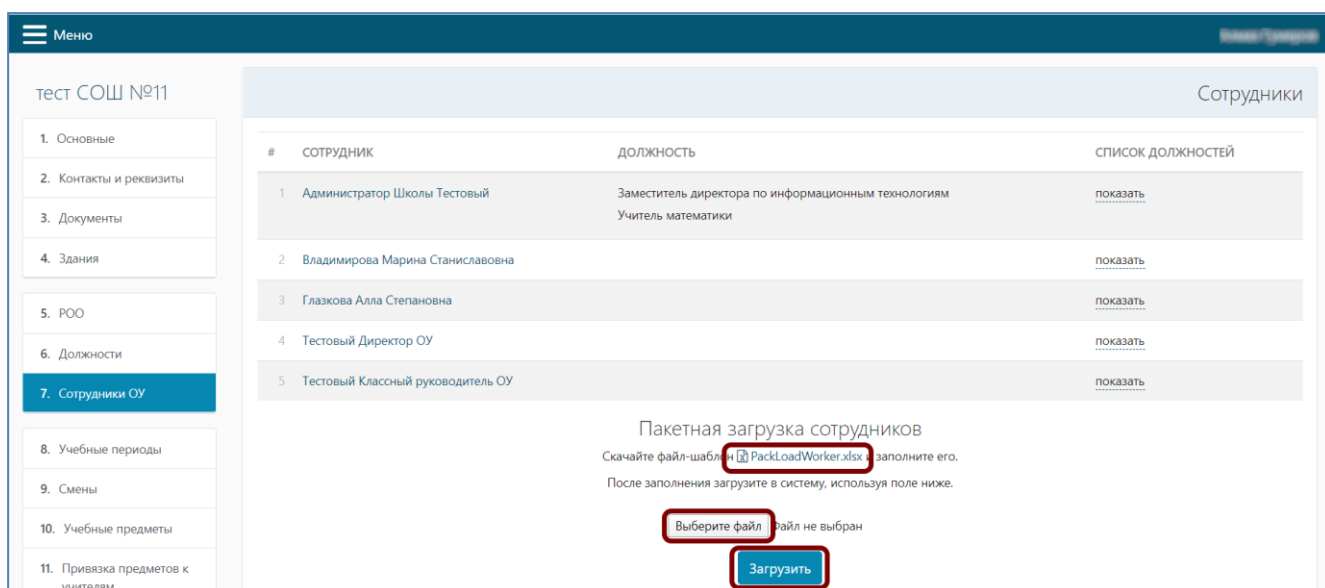 Меню
тест СОШ №11
Сотрудники
1. Основные
2. Контакты и реквизиты
3. Документы
4. Здания
5. РОО
6. Должности
7. Сотрудники ОУ
8. Учебные периоды
9. Смены
10. Учебные предметы
11. Привязка предметов к
учителям
# СОТРУДНИК ДОЛЖНОСТЬ СПИСОК ДОЛЖНОСТЕЙ
1 Администратор Школы Тестовый Заместитель директора по информационным технологиям показать
Учитель математики
2 Владимирова Марина Станиславовна показать
3 Глазкова Алла Степановна показать
4 Тестовый Директор ОУ показать
5 Тестовый Классный руководитель ОУ показать
Пакетная загрузка сотрудников
Скачайте файл-шаблон PackLoadWorker.xlsx и заполните его.
После заполнения загрузите в систему, используя поле ниже.
Выберите файл Файл не выбран
Загрузить